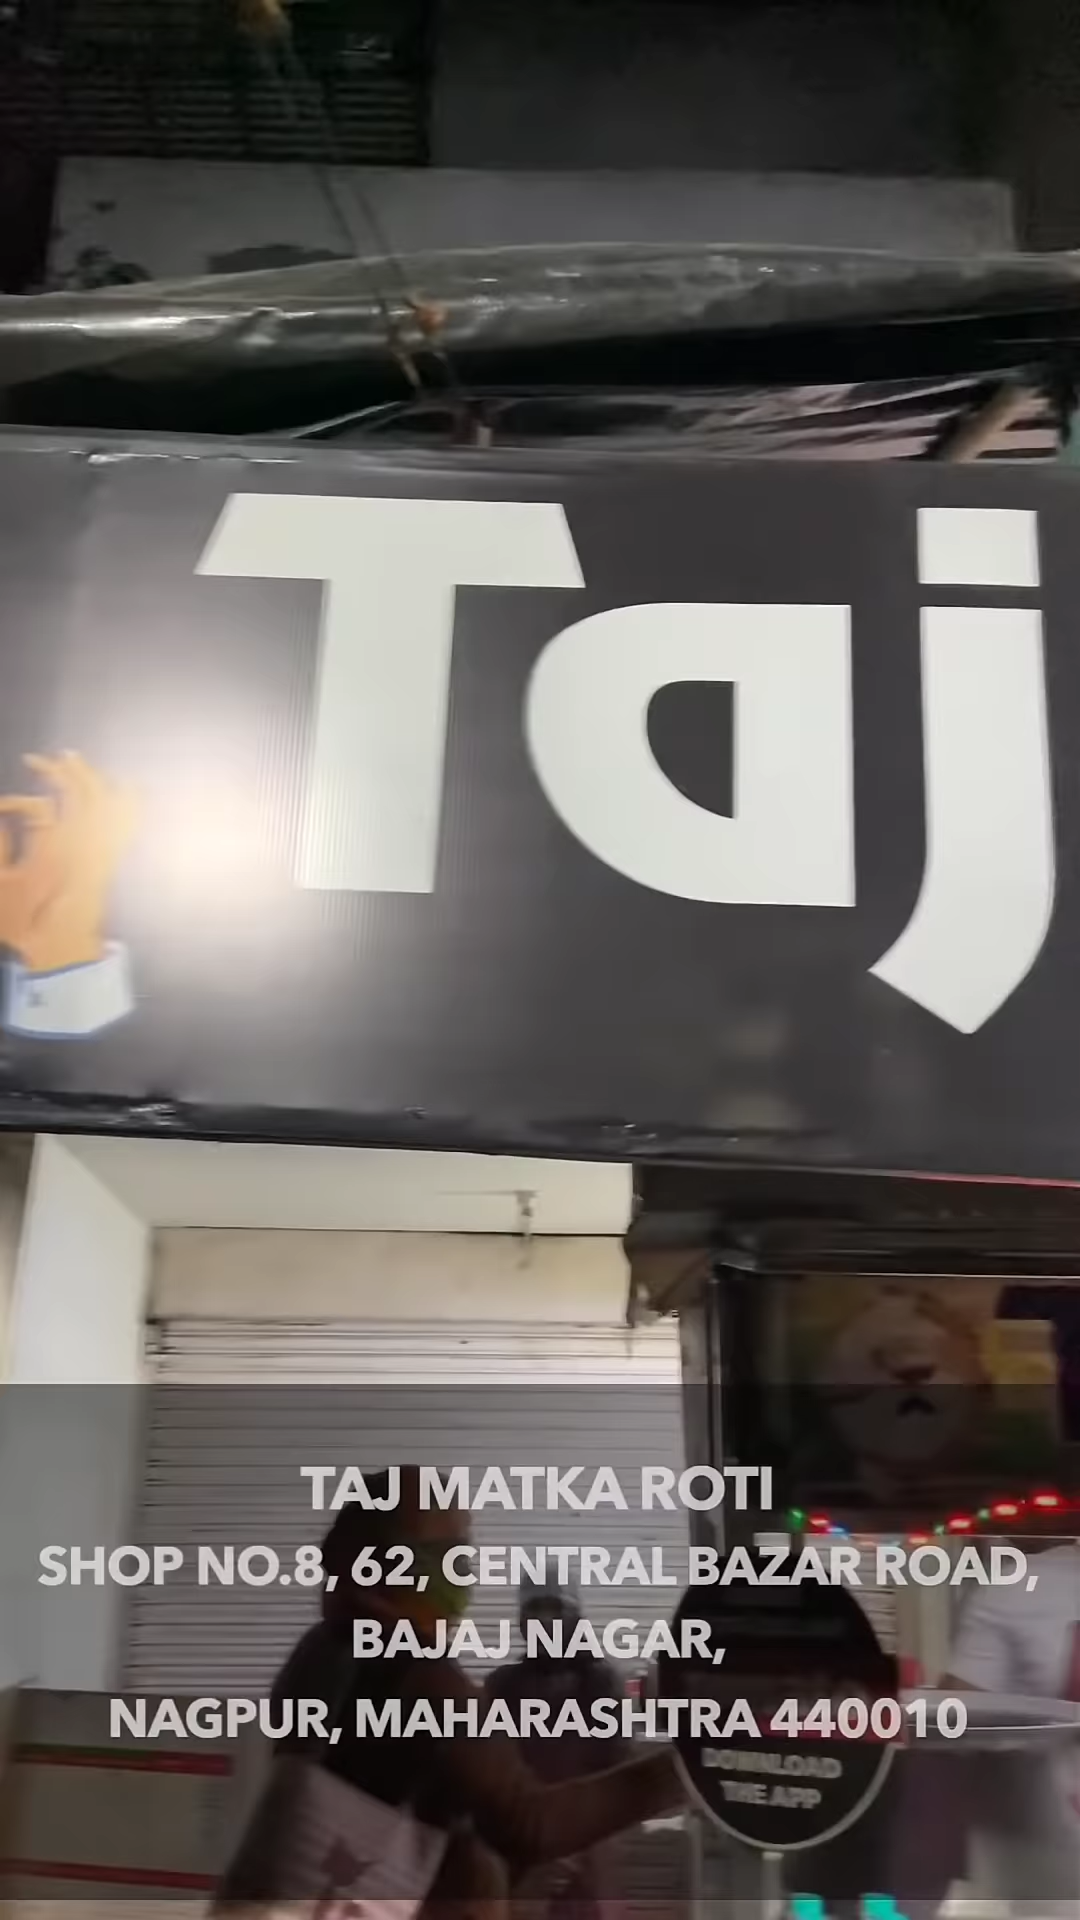 Taj
TAJ MATKA ROTI
SHOP NO.8, 62, CENTRAL BAZAR ROAD,
BAJAJ NAGAR,
NAGPUR, MAHARASHTRA 440010
DOWNLOAD
THE APP